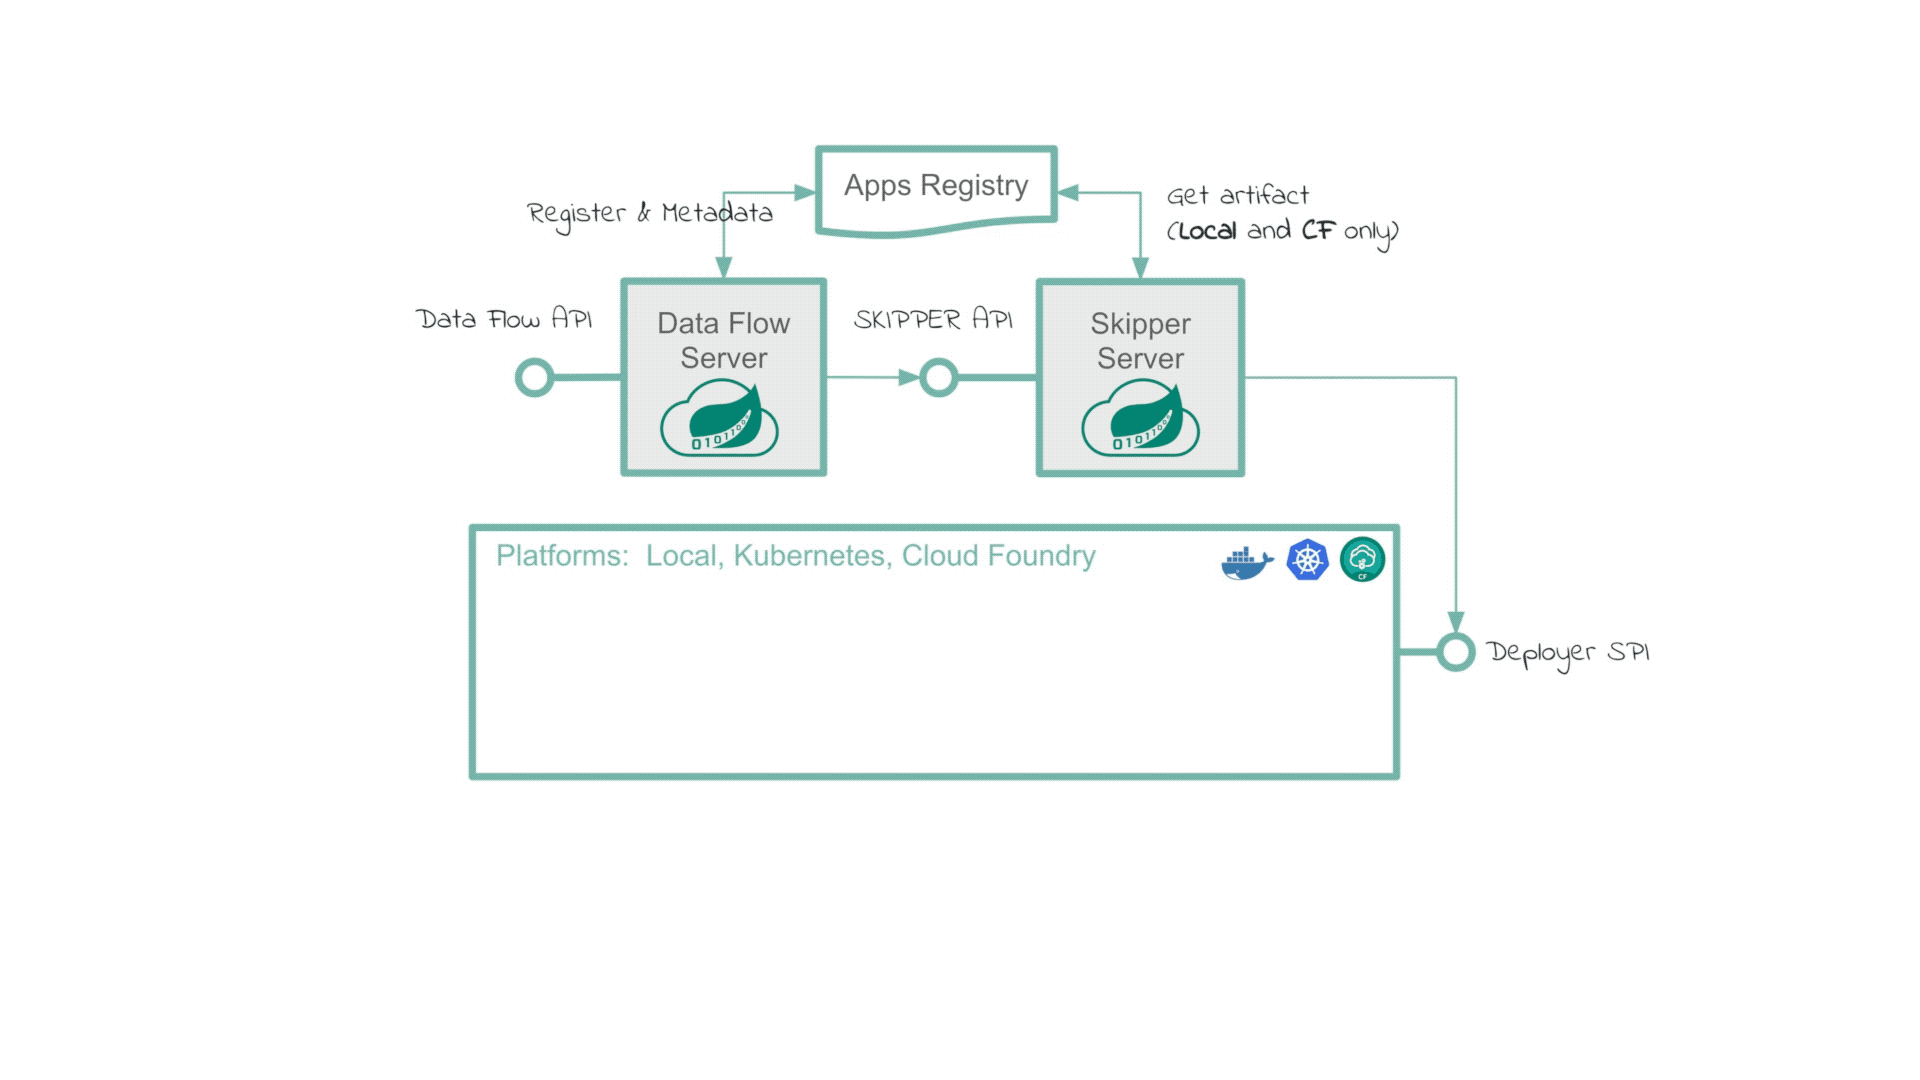 Apps Registry
Register & Metadata
Get artifact
(Local and CF only)
Data Flow API
Data Flow
Server
SKIPPER API
Skipper
Server
Platforms: Local, Kubernetes, Cloud Foundry
CF
Deployer SPI